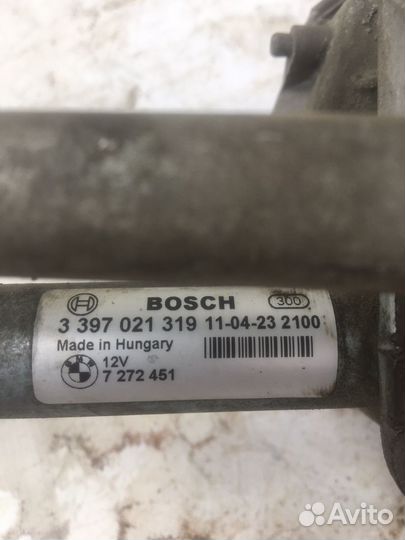 BOSCH 300
3 397 021 319 11-04-23 2100
Made in Hungary
12V
7 272 451
Avito